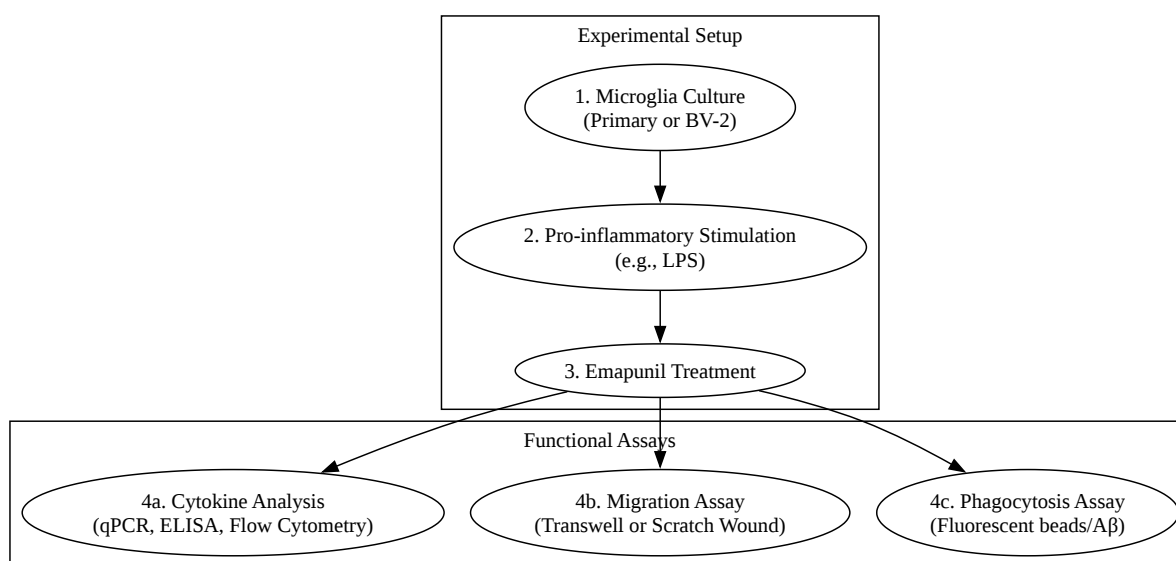 Experimental Setup
1. Microglia Culture
(Primary or BV-2)
2. Pro-inflammatory Stimulation
(e.g., LPS)
3. Emapunil Treatment
Functional Assays
4a. Cytokine Analysis
(qPCR, ELISA, Flow Cytometry)
4b. Migration Assay
(Transwell or Scratch Wound)
4c. Phagocytosis Assay
(Fluorescent beads/Aβ)